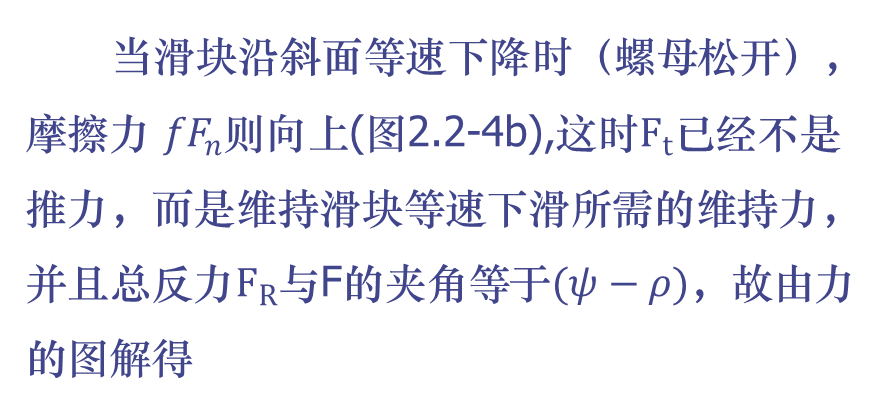 当滑块沿斜面等速下降时（螺母松开），
摩擦力 fFₙ则向上(图2.2-4b),这时Fₜ已经不是
推力，而是维持滑块等速下滑所需的维持力，
并且总反力F_R与F的夹角等于(ψ − ρ)，故由力
的图解得